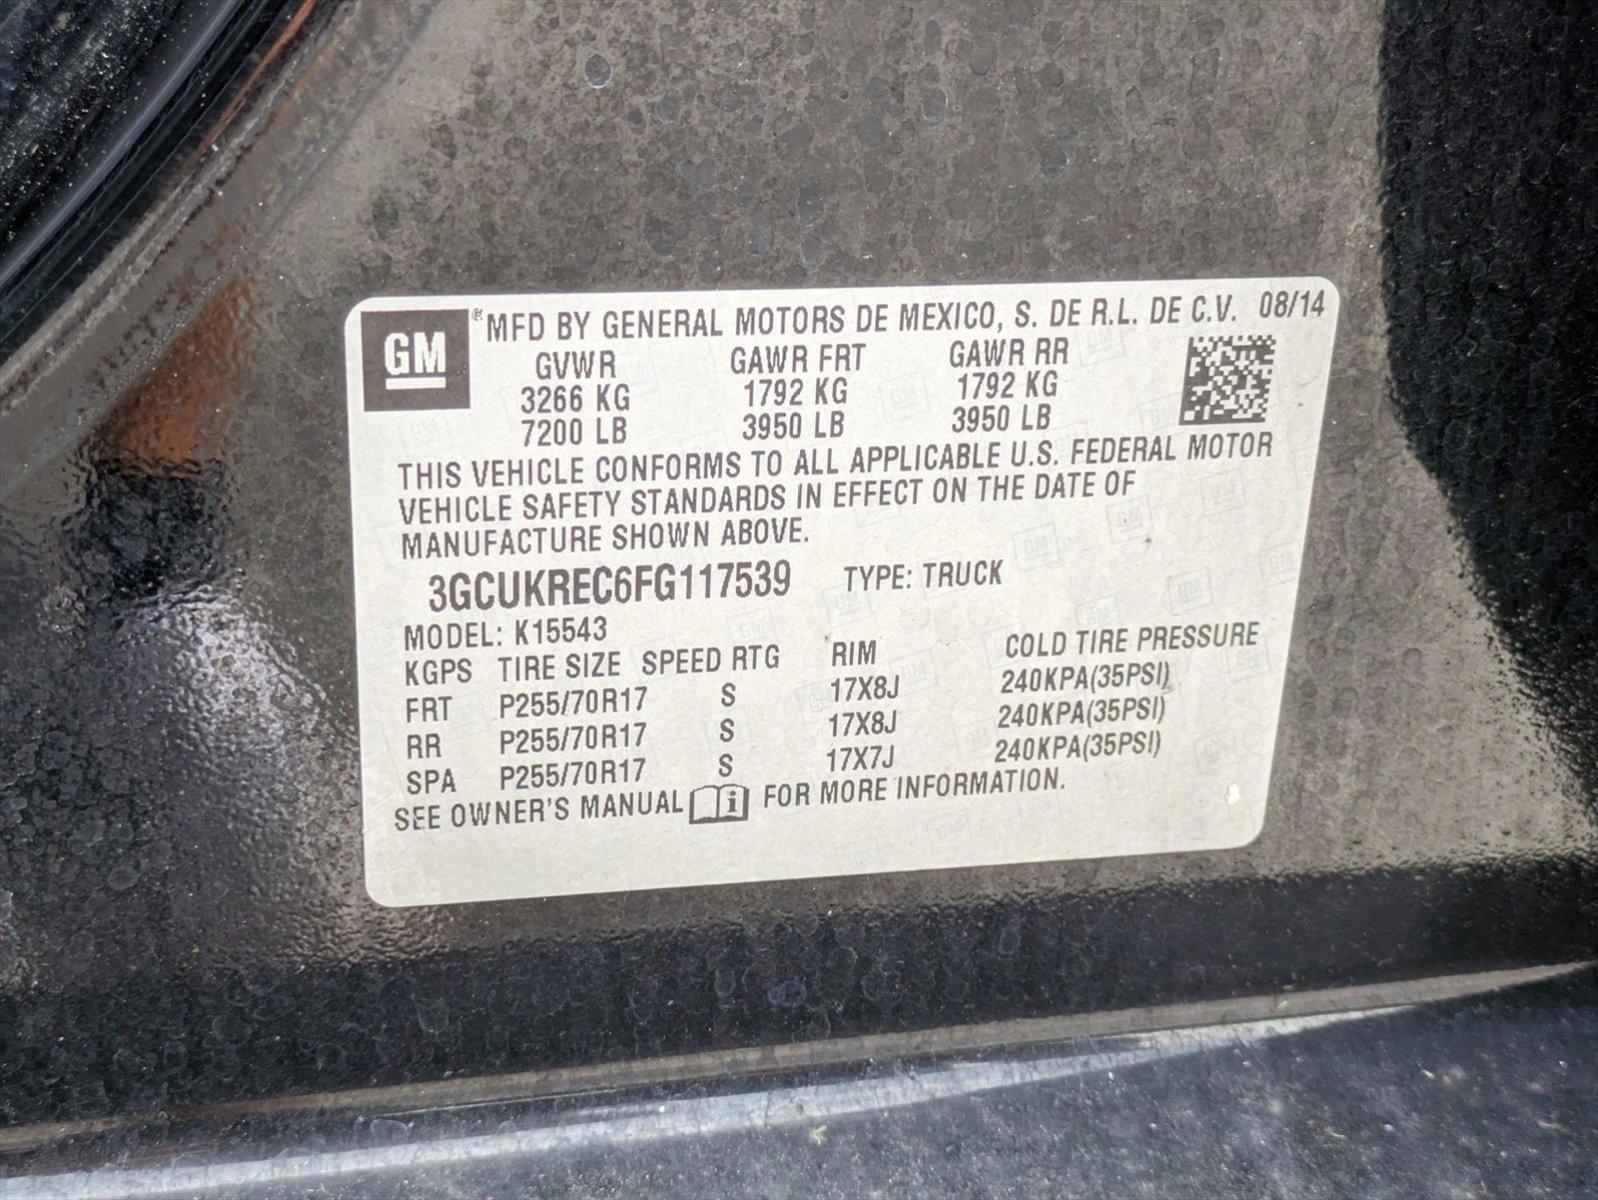 GM ® MFD BY GENERAL MOTORS DE MEXICO, S. DE R.L. DE C.V. 08/14
GVWR GAWR FRT GAWR RR
3266 KG 1792 KG 1792 KG
7200 LB 3950 LB 3950 LB
THIS VEHICLE CONFORMS TO ALL APPLICABLE U.S. FEDERAL MOTOR
VEHICLE SAFETY STANDARDS IN EFFECT ON THE DATE OF
MANUFACTURE SHOWN ABOVE.
3GCUKREC6FG117539 TYPE: TRUCK
MODEL: K15543
KGPS TIRE SIZE SPEED RTG RIM COLD TIRE PRESSURE
FRT P255/70R17 S 17X8J 240KPA(35PSI)
RR P255/70R17 S 17X8J 240KPA(35PSI)
SPA P255/70R17 S 17X7J 240KPA(35PSI)
SEE OWNER'S MANUAL i FOR MORE INFORMATION.